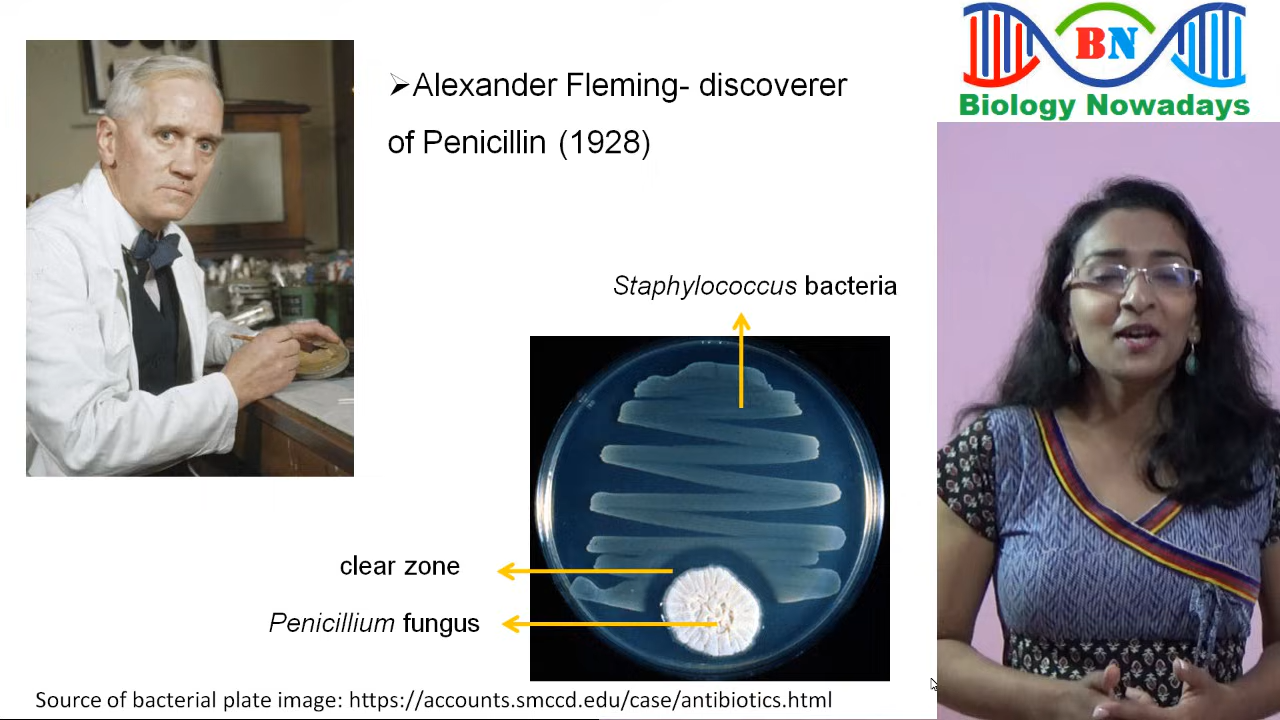 BN
Biology Nowadays
➢Alexander Fleming- discoverer
of Penicillin (1928)
Staphylococcus bacteria
clear zone
Penicillium fungus
Source of bacterial plate image: https://accounts.smccd.edu/case/antibiotics.html